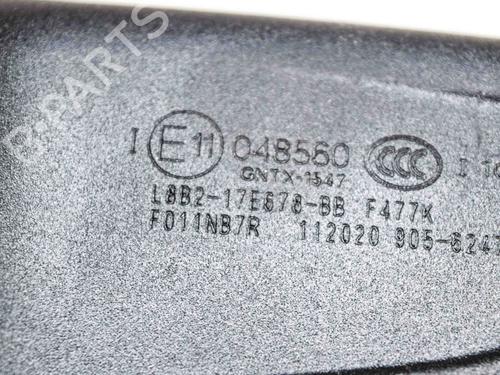 B-PARTS
I E11 048560 CCC I
GNTX-1547
L8B2-17E678-BB F477K
F011NB7R 112020 905-6247